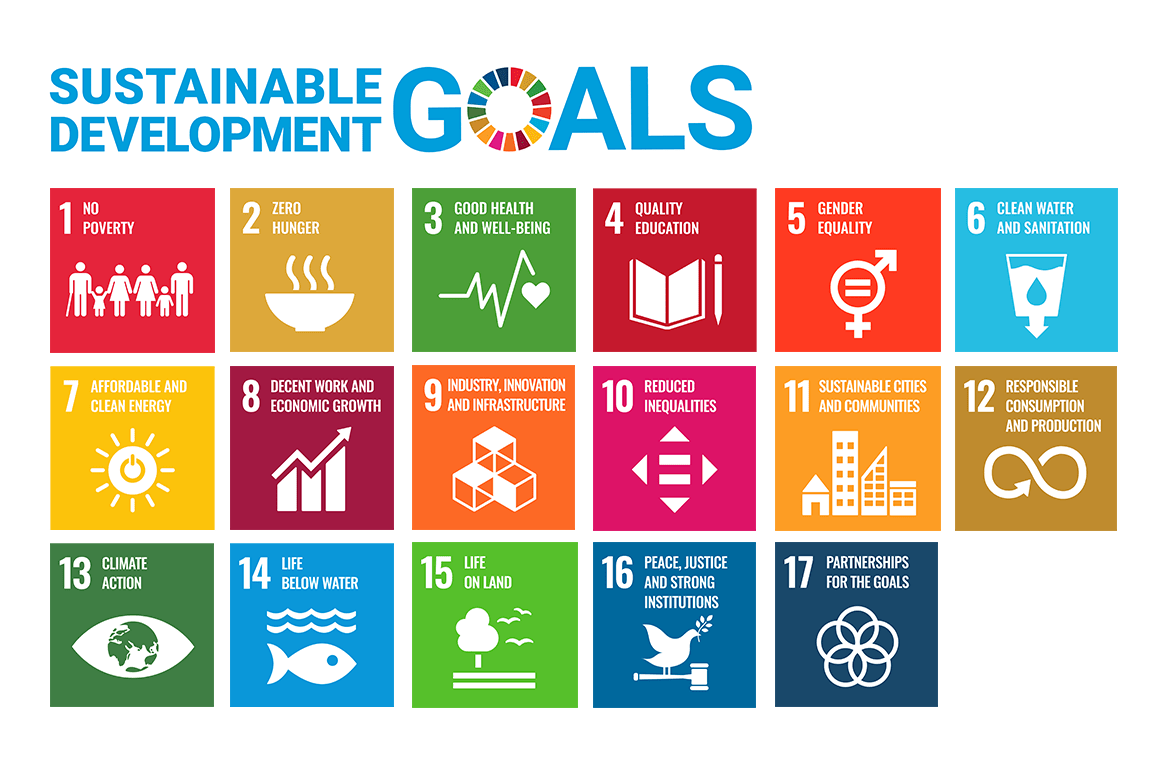 SUSTAINABLE
DEVELOPMENT
GOALS
1 NO
POVERTY
2 ZERO
HUNGER
3 GOOD HEALTH
AND WELL-BEING
4 QUALITY
EDUCATION
5 GENDER
EQUALITY
6 CLEAN WATER
AND SANITATION
7 AFFORDABLE AND
CLEAN ENERGY
8 DECENT WORK AND
ECONOMIC GROWTH
9 INDUSTRY, INNOVATION
AND INFRASTRUCTURE
10 REDUCED
INEQUALITIES
11 SUSTAINABLE CITIES
AND COMMUNITIES
12 RESPONSIBLE
CONSUMPTION
AND PRODUCTION
13 CLIMATE
ACTION
14 LIFE
BELOW WATER
15 LIFE
ON LAND
16 PEACE, JUSTICE
AND STRONG
INSTITUTIONS
17 PARTNERSHIPS
FOR THE GOALS